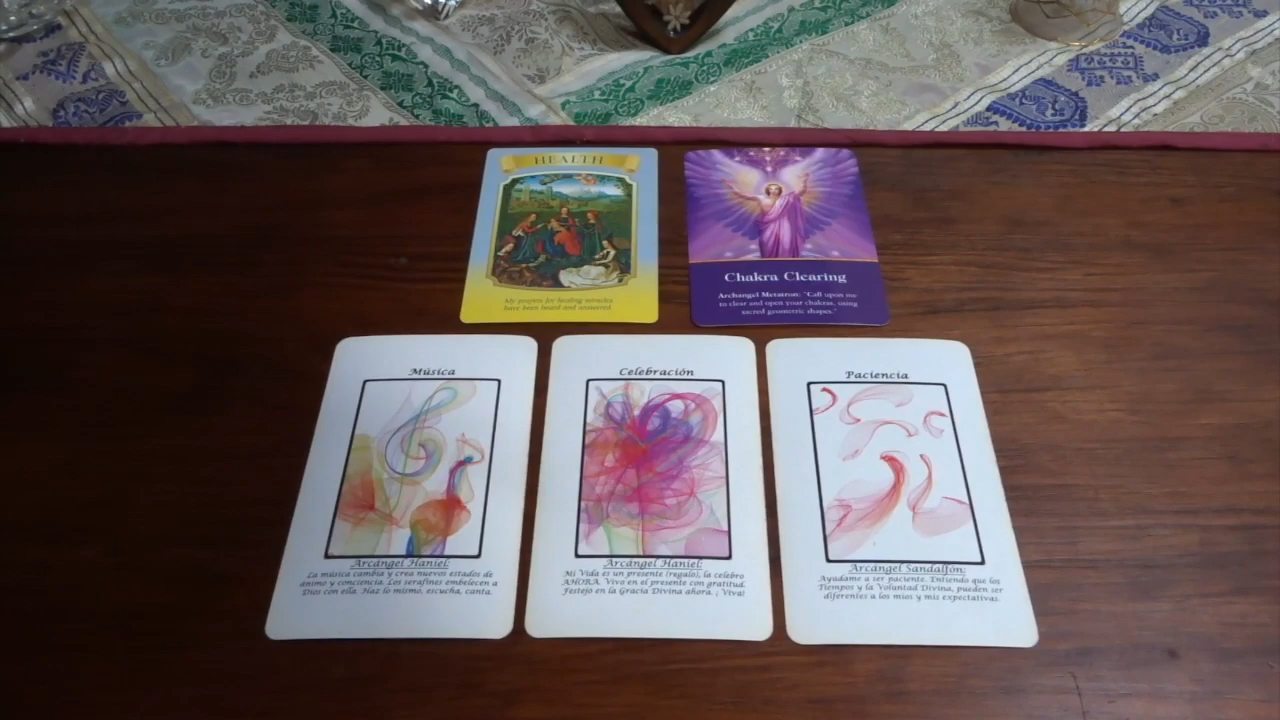 HEALTH
My prayers for healing miracles
have been heard and answered.
Chakra Clearing
Archangel Metatron: "Call upon me
to clear and open your chakras, using
sacred geometric shapes."
Música
Arcángel Haniel:
La música cambia y crea nuevos estados de
animo y conciencia. Los serafines embelecen a
Dios con ella. Haz lo mismo, escucha, canta.
Celebración
Arcángel Haniel:
Mi Vida es un presente (regalo), la celebro
AHORA. Vivo en el presente con gratitud.
Festejo en la Gracia Divina ahora. ¡ Viva!
Paciencia
Arcángel Sandalfón:
Ayudame a ser paciente. Entiendo que los
Tiempos y la Voluntad Divina, pueden ser
diferentes a los mios y mis expectativas.